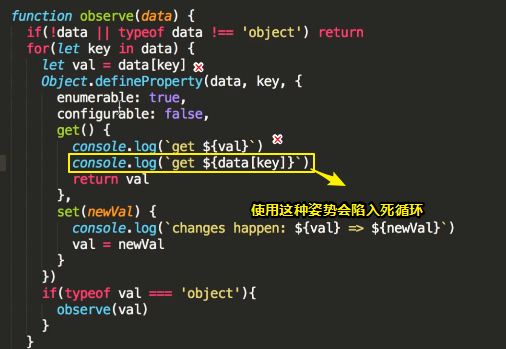 function observe(data) {
  if(!data || typeof data !== 'object') return
  for(let key in data) {
    let val = data[key]
    Object.defineProperty(data, key, {
      enumerable: true,
      configurable: false,
      get() {
        console.log(`get ${val}`)
        console.log(`get ${data[key]}`)
        return val
      },
使用这种姿势会陷入死循环
      set(newVal) {
        console.log(`changes happen: ${val} => ${newVal}`)
        val = newVal
      }
    })
    if(typeof val === 'object'){
      observe(val)
    }
  }